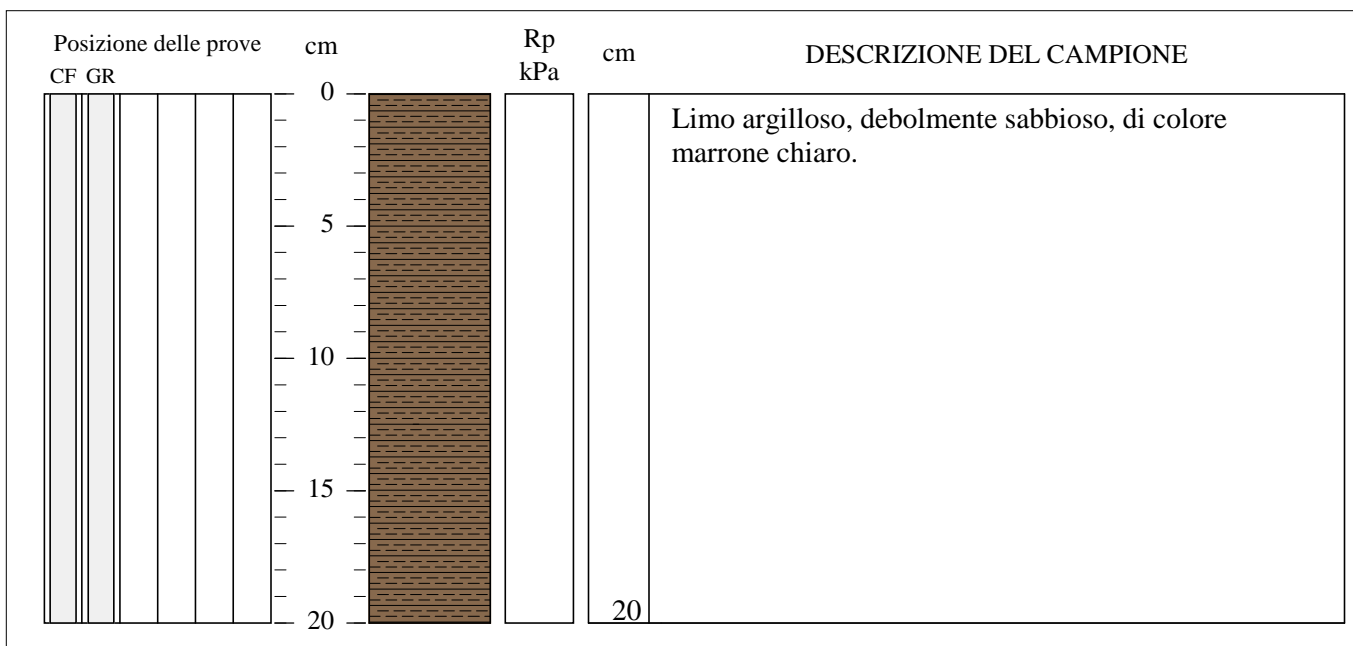 Posizione delle prove
CF GR
cm
Rp
kPa
cm
DESCRIZIONE DEL CAMPIONE
0
5
10
15
20
20
Limo argilloso, debolmente sabbioso, di colore
marrone chiaro.